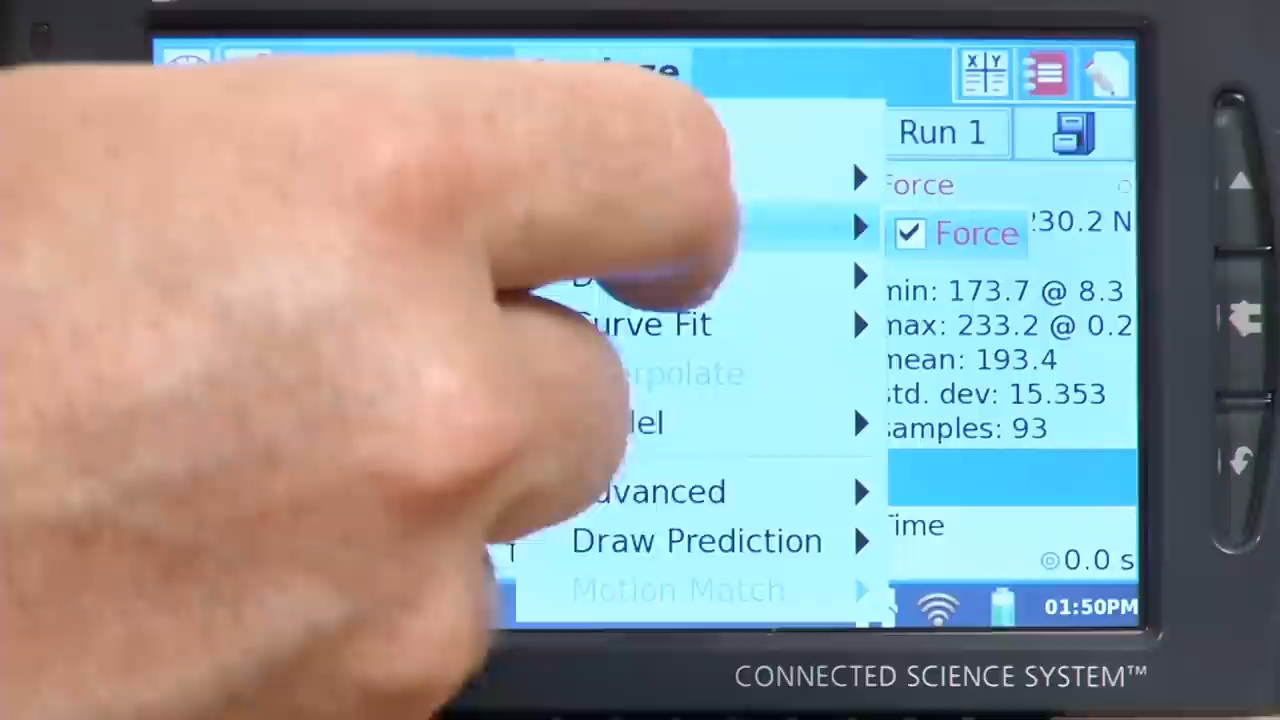 X Y
Run 1
Force
230.2 N
Force
min: 173.7 @ 8.3
Curve Fit
max: 233.2 @ 0.2
mean: 193.4
std. dev: 15.353
samples: 93
Advanced
Time
Draw Prediction
0.0 s
Motion Match
01:50PM
CONNECTED SCIENCE SYSTEM™